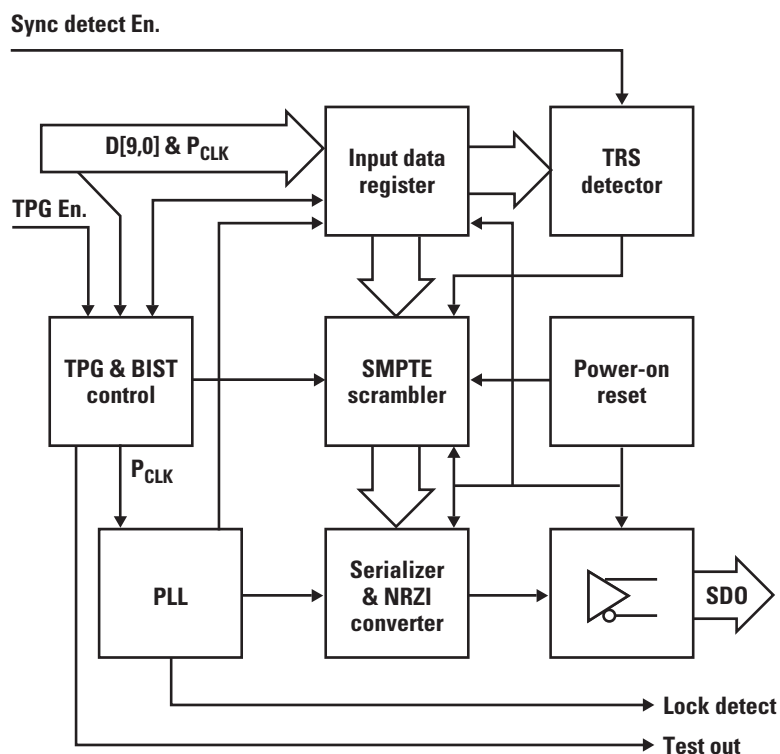 Sync detect En.
D[9,0] & PCLK
Input data
register
TRS
detector
TPG En.
TPG & BIST
control
SMPTE
scrambler
Power-on
reset
PCLK
PLL
Serializer
& NRZI
converter
SDO
Lock detect
Test out